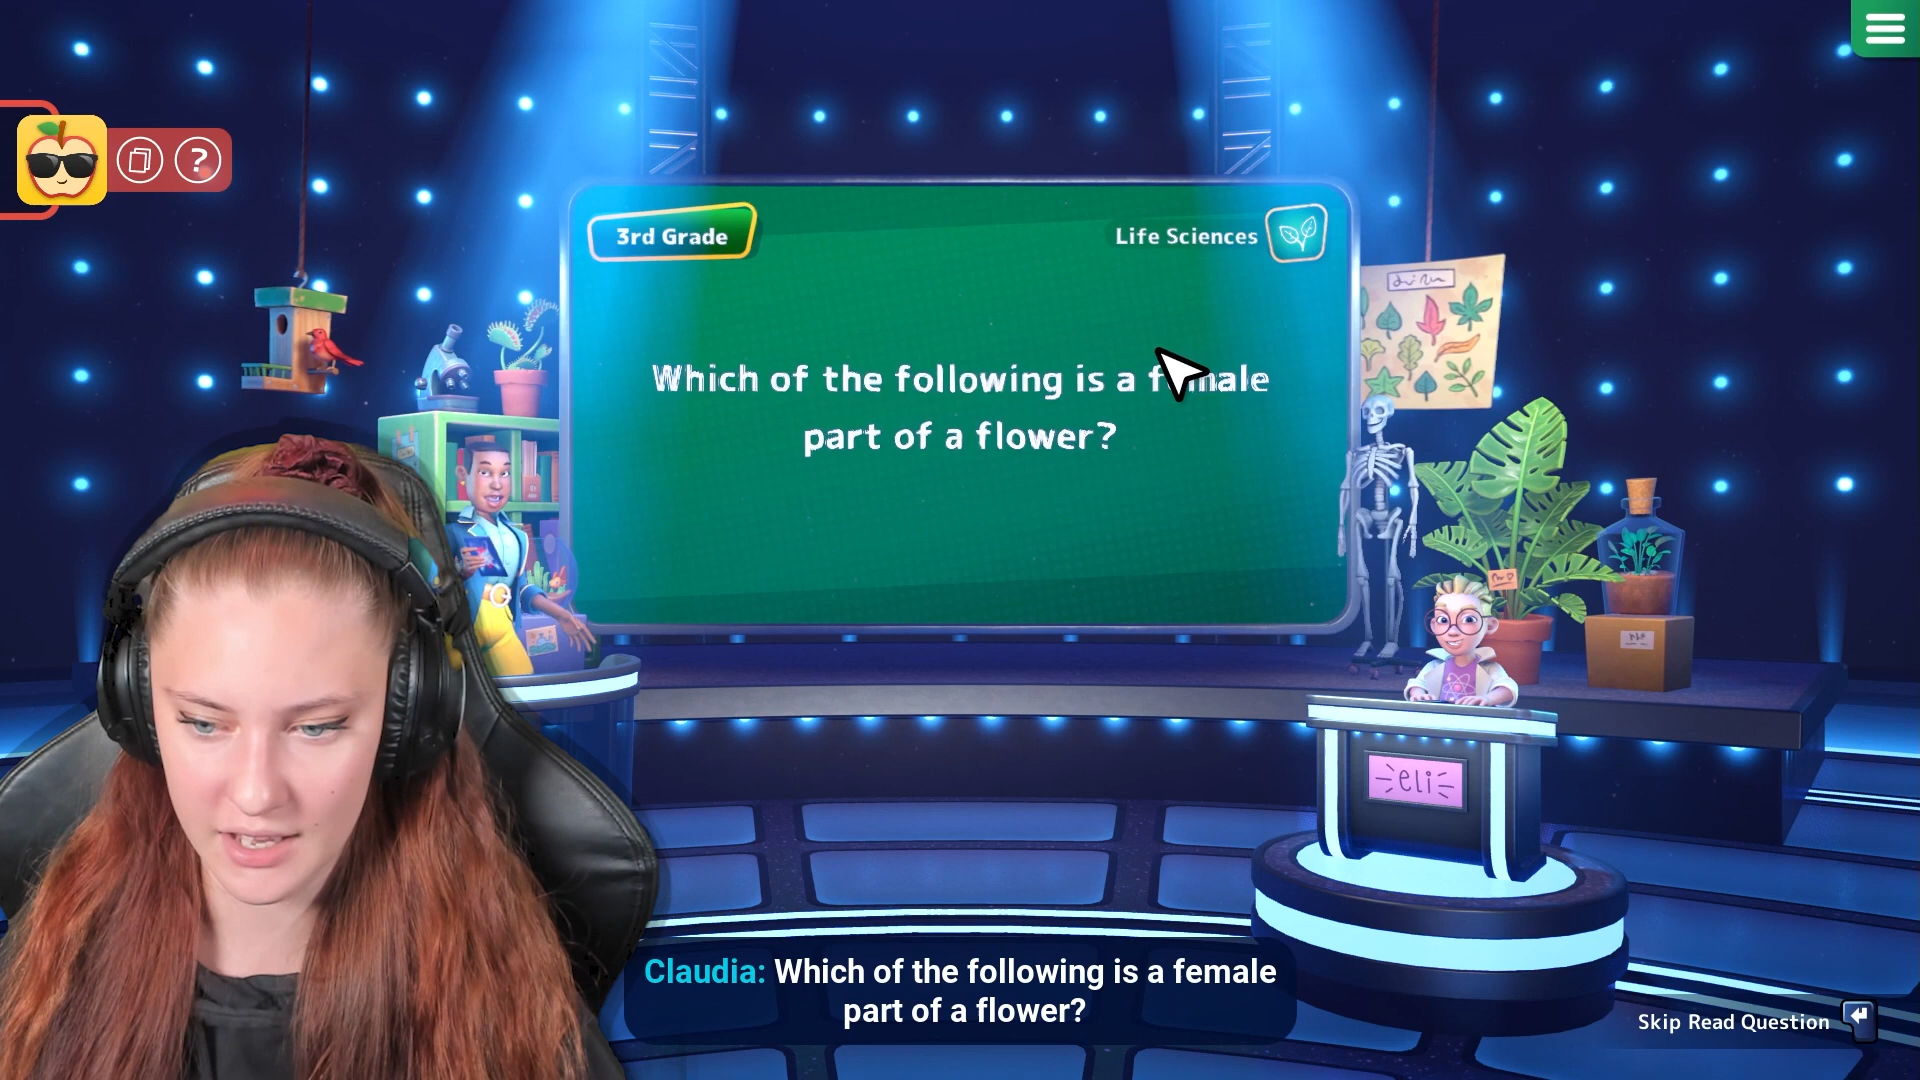 3rd Grade
Life Sciences
Which of the following is a female
part of a flower?
eli
Claudia: Which of the following is a female
part of a flower?
Skip Read Question